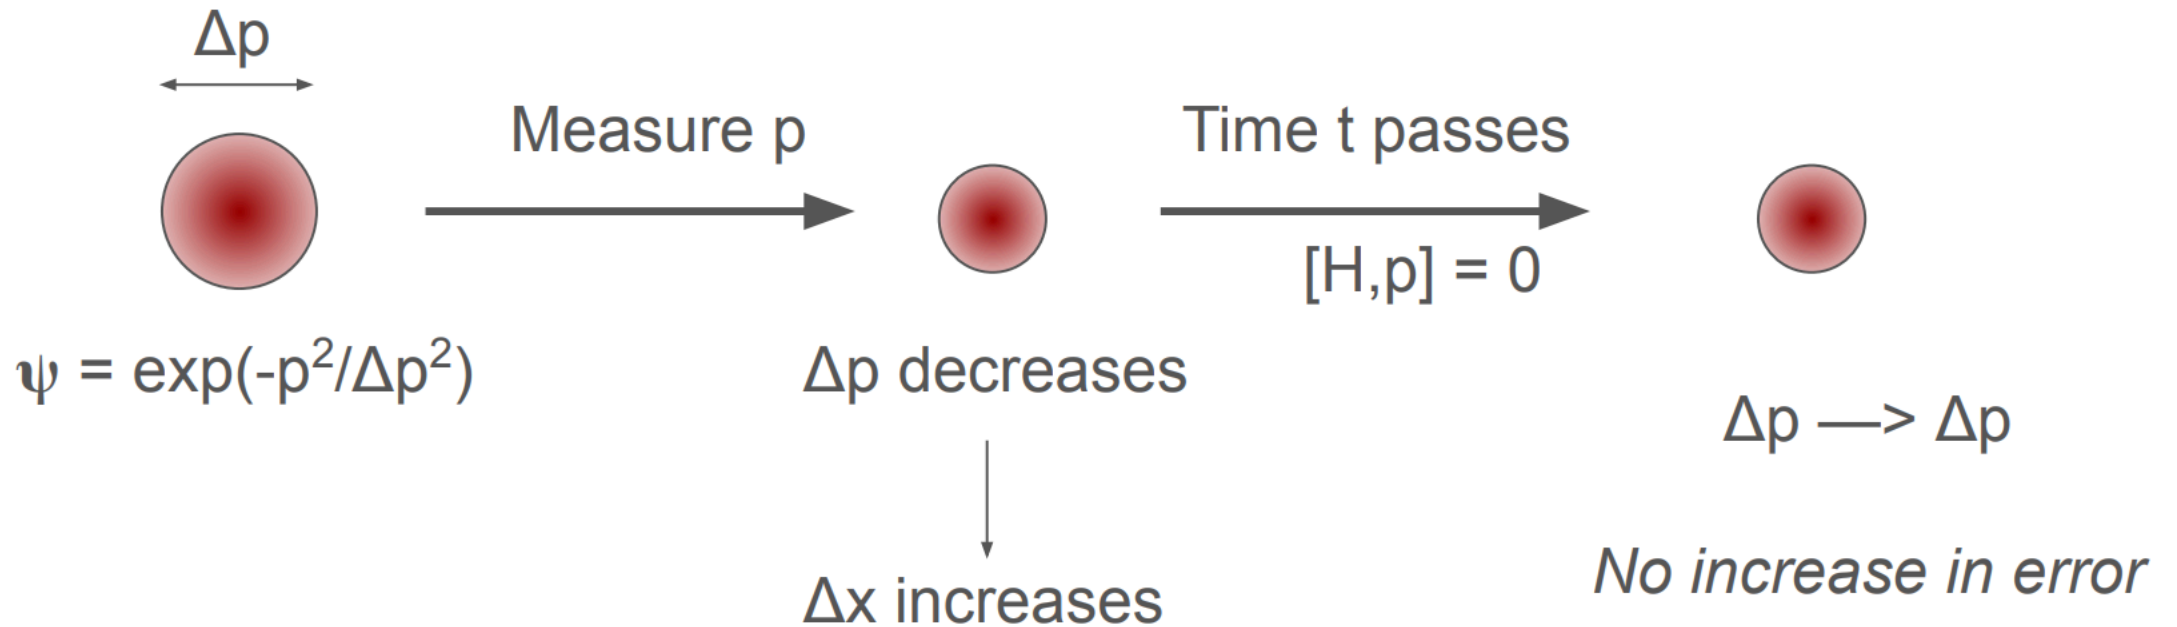 Δp
Measure p
Time t passes
[H,p] = 0
ψ = exp(-p²/Δp²)
Δp decreases
Δx increases
Δp —> Δp
No increase in error